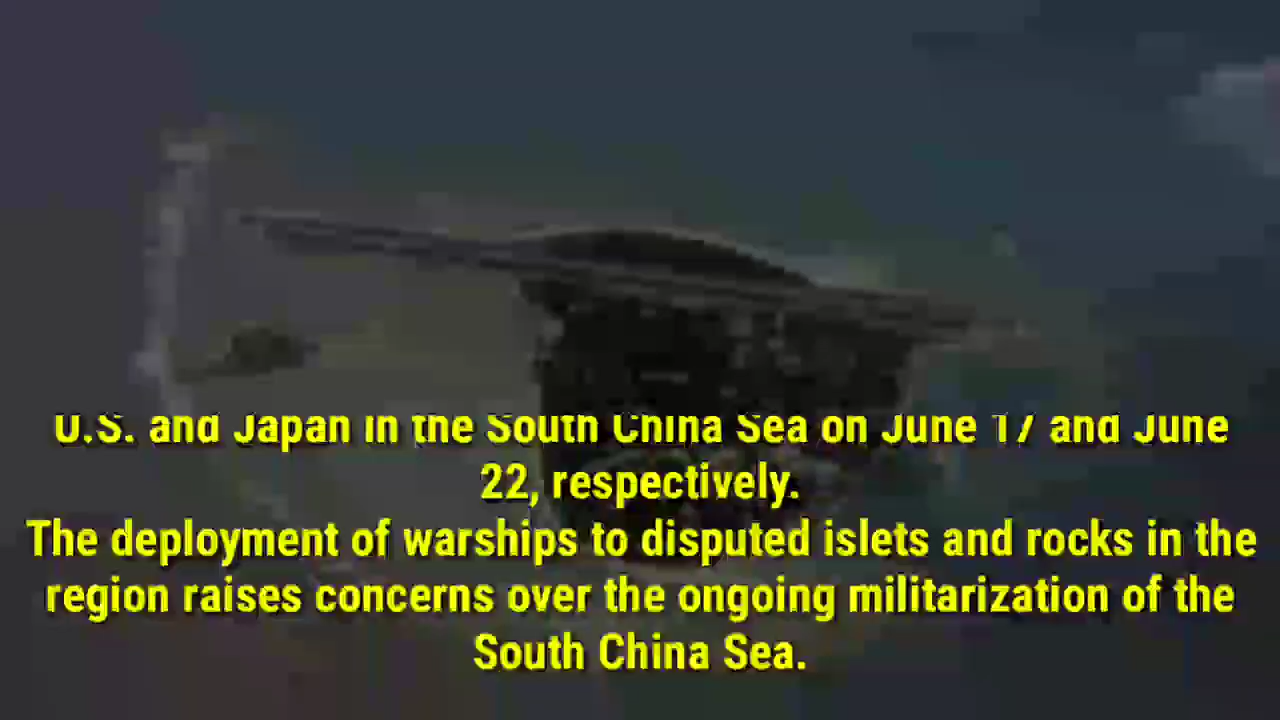 U.S. and Japan in the South China Sea on June 17 and June
22, respectively.
The deployment of warships to disputed islets and rocks in the
region raises concerns over the ongoing militarization of the
South China Sea.